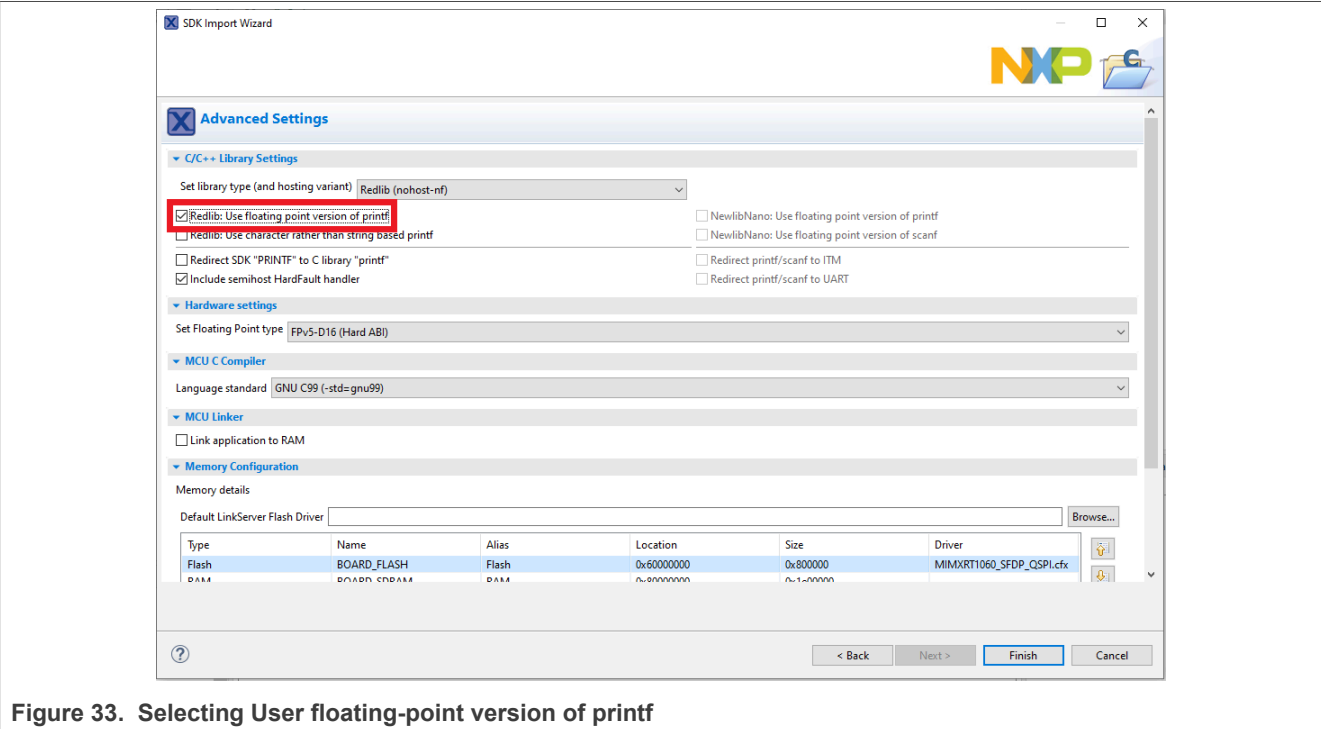 SDK Import Wizard
NXP
Advanced Settings
C/C++ Library Settings
Set library type (and hosting variant) Redlib (nohost-nf)
Redlib: Use floating point version of printf NewlibNano: Use floating point version of printf
Redlib: Use character rather than string based printf NewlibNano: Use floating point version of scanf
Redirect SDK "PRINTF" to C library "printf" Redirect printf/scanf to ITM
Include semihost HardFault handler Redirect printf/scanf to UART
Hardware settings
Set Floating Point type FPv5-D16 (Hard ABI)
MCU C Compiler
Language standard GNU C99 (-std=gnu99)
MCU Linker
Link application to RAM
Memory Configuration
Memory details
Default LinkServer Flash Driver Browse...
Type Name Alias Location Size Driver
Flash BOARD_FLASH Flash 0x60000000 0x800000 MIMXRT1060_SFDP_QSPI.cfx
RAM BOARD_SDRAM RAM 0x80000000 0x1e00000
? < Back Next > Finish Cancel
Figure 33. Selecting User floating-point version of printf